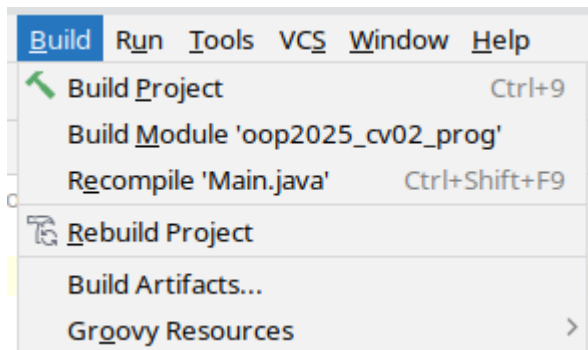 Build Run Tools VCS Window Help
Build Project Ctrl+9
Build Module 'oop2025_cv02_prog'
Recompile 'Main.java' Ctrl+Shift+F9
Rebuild Project
Build Artifacts...
Groovy Resources